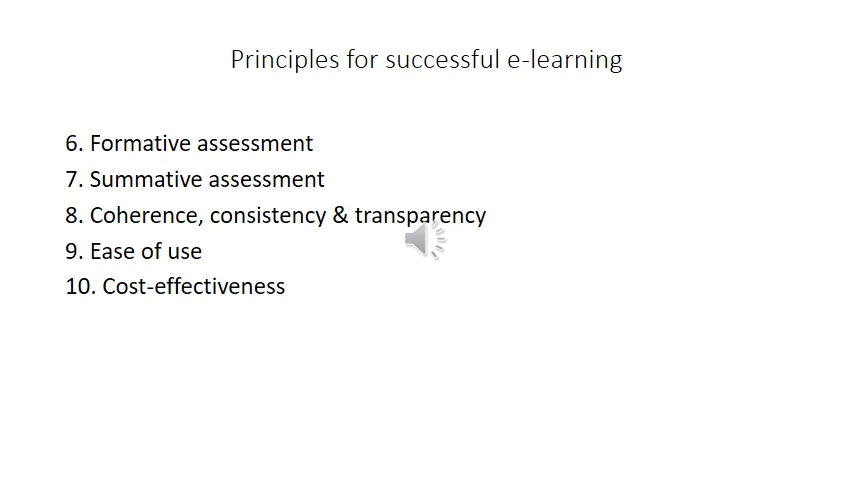 Principles for successful e-learning
6. Formative assessment
7. Summative assessment
8. Coherence, consistency & transparency
9. Ease of use
10. Cost-effectiveness